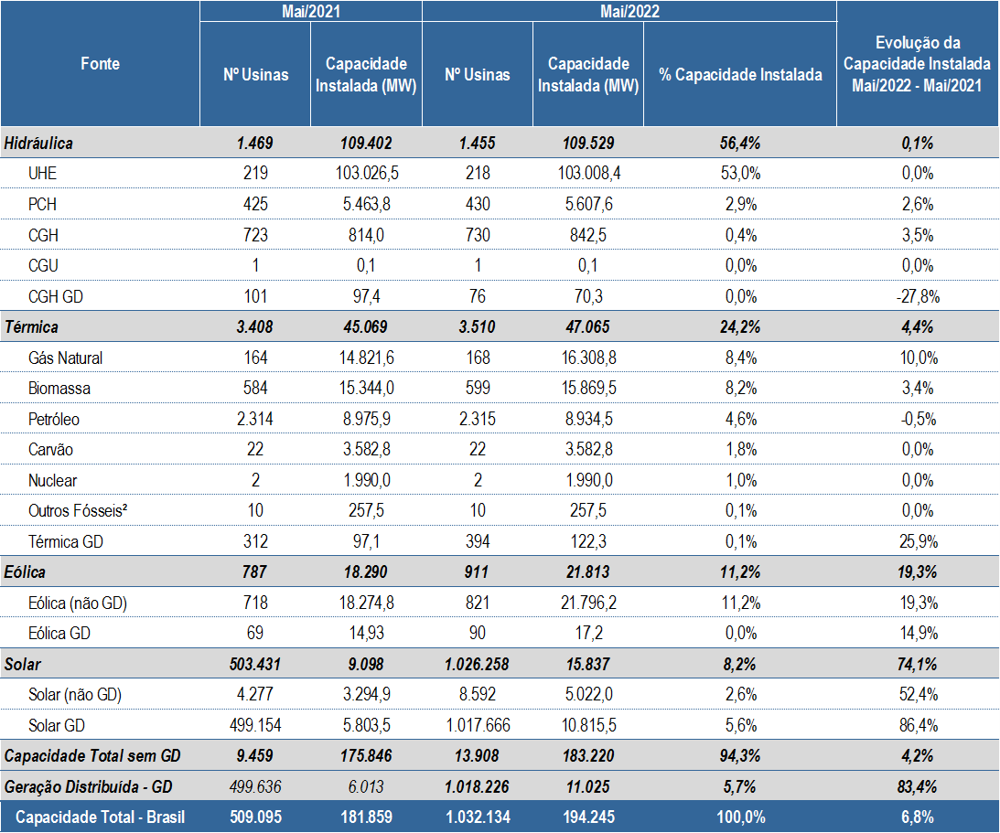 Mai/2021 Mai/2022
Fonte Nº Usinas Capacidade Instalada (MW) Nº Usinas Capacidade Instalada (MW) % Capacidade Instalada Evolução da Capacidade Instalada Mai/2022 - Mai/2021
Hidráulica 1.469 109.402 1.455 109.529 56,4% 0,1%
UHE 219 103.026,5 218 103.008,4 53,0% 0,0%
PCH 425 5.463,8 430 5.607,6 2,9% 2,6%
CGH 723 814,0 730 842,5 0,4% 3,5%
CGU 1 0,1 1 0,1 0,0% 0,0%
CGH GD 101 97,4 76 70,3 0,0% -27,8%
Térmica 3.408 45.069 3.510 47.065 24,2% 4,4%
Gás Natural 164 14.821,6 168 16.308,8 8,4% 10,0%
Biomassa 584 15.344,0 599 15.869,5 8,2% 3,4%
Petróleo 2.314 8.975,9 2.315 8.934,5 4,6% -0,5%
Carvão 22 3.582,8 22 3.582,8 1,8% 0,0%
Nuclear 2 1.990,0 2 1.990,0 1,0% 0,0%
Outros Fósseis² 10 257,5 10 257,5 0,1% 0,0%
Térmica GD 312 97,1 394 122,3 0,1% 25,9%
Eólica 787 18.290 911 21.813 11,2% 19,3%
Eólica (não GD) 718 18.274,8 821 21.796,2 11,2% 19,3%
Eólica GD 69 14,93 90 17,2 0,0% 14,9%
Solar 503.431 9.098 1.026.258 15.837 8,2% 74,1%
Solar (não GD) 4.277 3.294,9 8.592 5.022,0 2,6% 52,4%
Solar GD 499.154 5.803,5 1.017.666 10.815,5 5,6% 86,4%
Capacidade Total sem GD 9.459 175.846 13.908 183.220 94,3% 4,2%
Geração Distribuída - GD 499.636 6.013 1.018.226 11.025 5,7% 83,4%
Capacidade Total - Brasil 509.095 181.859 1.032.134 194.245 100,0% 6,8%